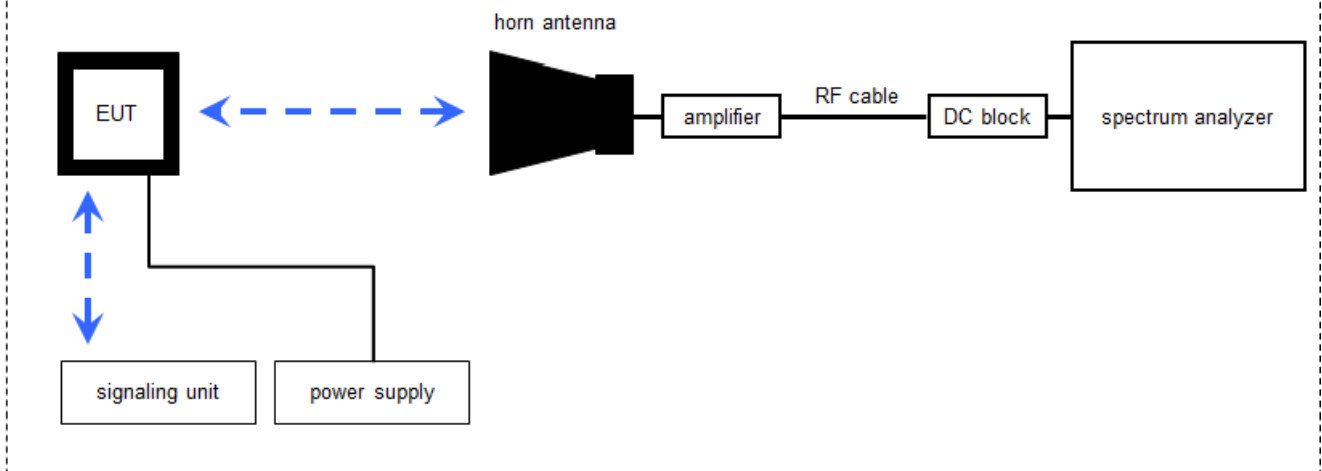 horn antenna
EUT
amplifier
RF cable
DC block
spectrum analyzer
signaling unit
power supply